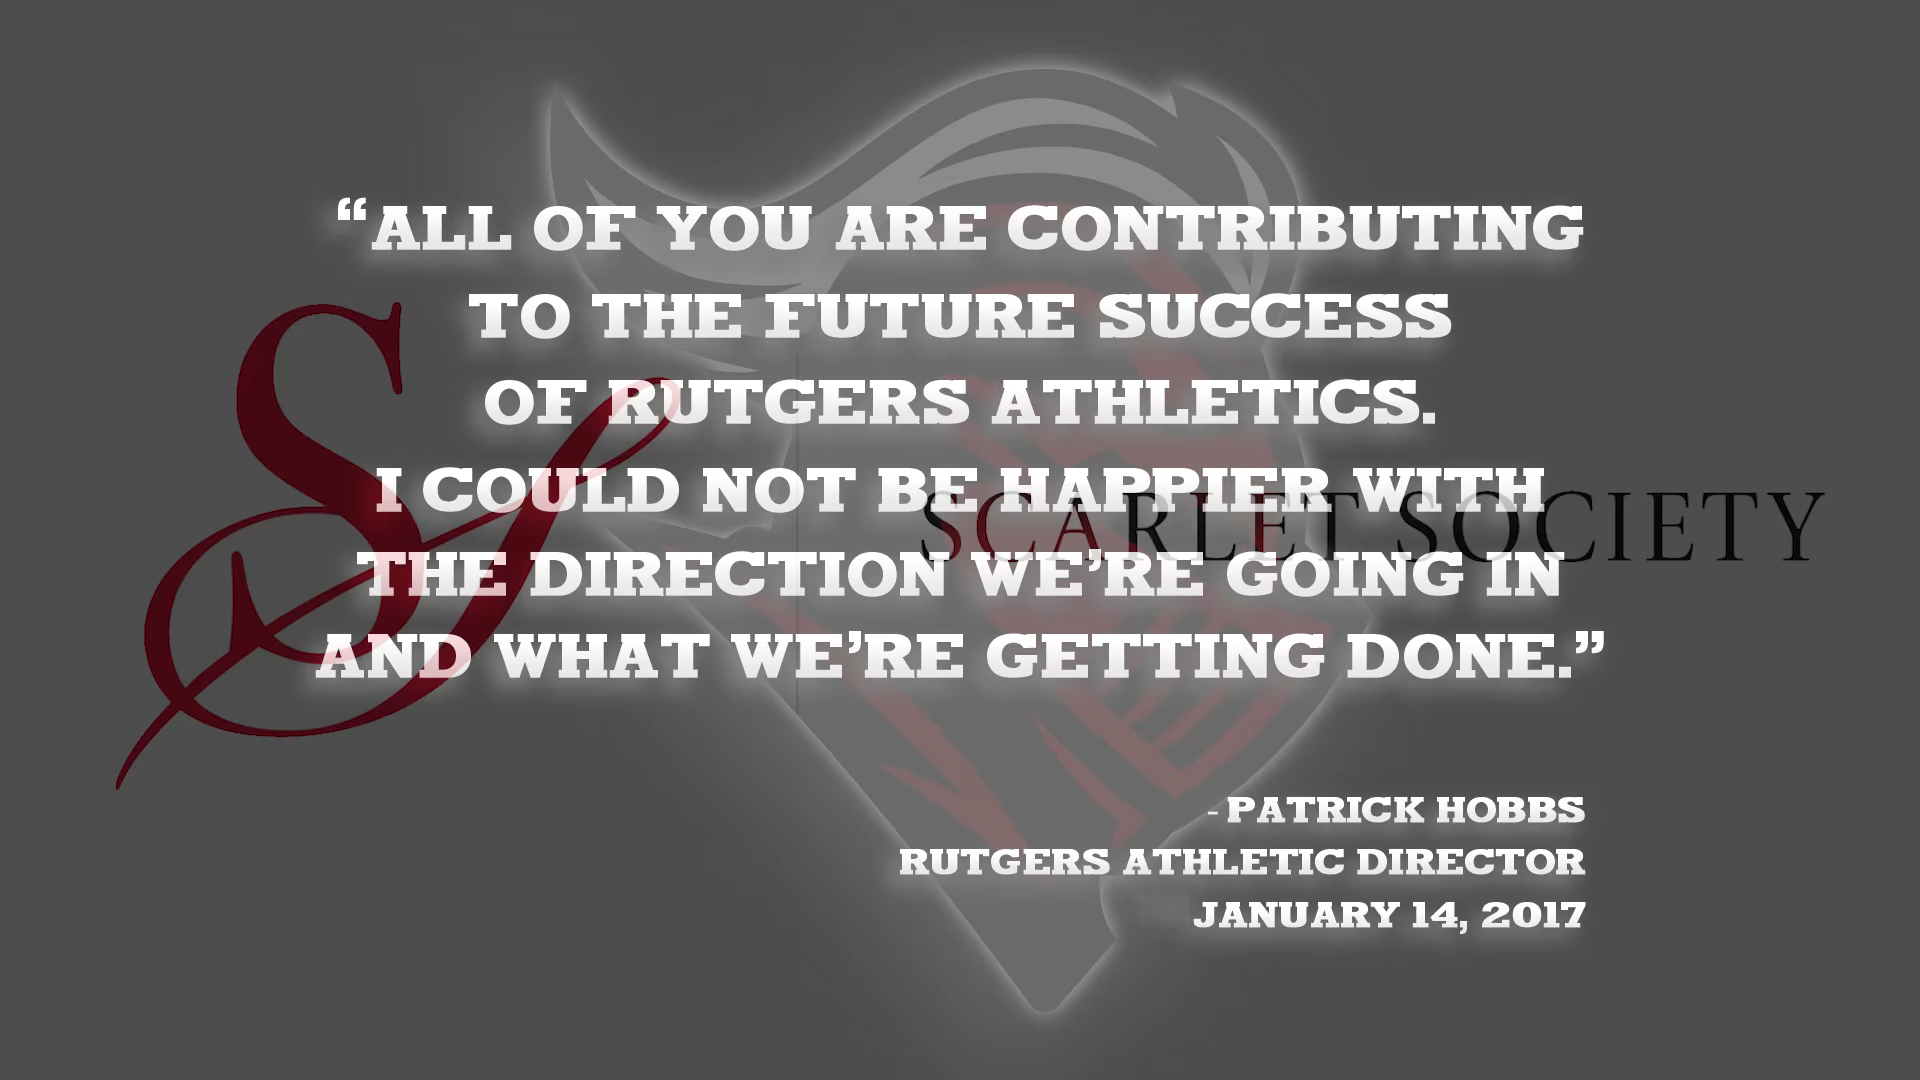 “ALL OF YOU ARE CONTRIBUTING
TO THE FUTURE SUCCESS
OF RUTGERS ATHLETICS.
I COULD NOT BE HAPPIER WITH
SCARLET SOCIETY
THE DIRECTION WE’RE GOING IN
AND WHAT WE’RE GETTING DONE.”
- PATRICK HOBBS
RUTGERS ATHLETIC DIRECTOR
JANUARY 14, 2017